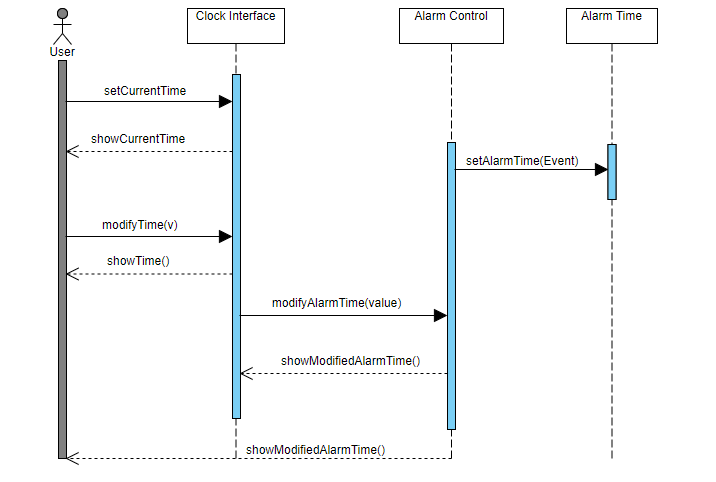 Clock Interface
Alarm Control
Alarm Time
User
setCurrentTime
showCurrentTime
setAlarmTime(Event)
modifyTime(v)
showTime()
modifyAlarmTime(value)
showModifiedAlarmTime()
showModifiedAlarmTime()